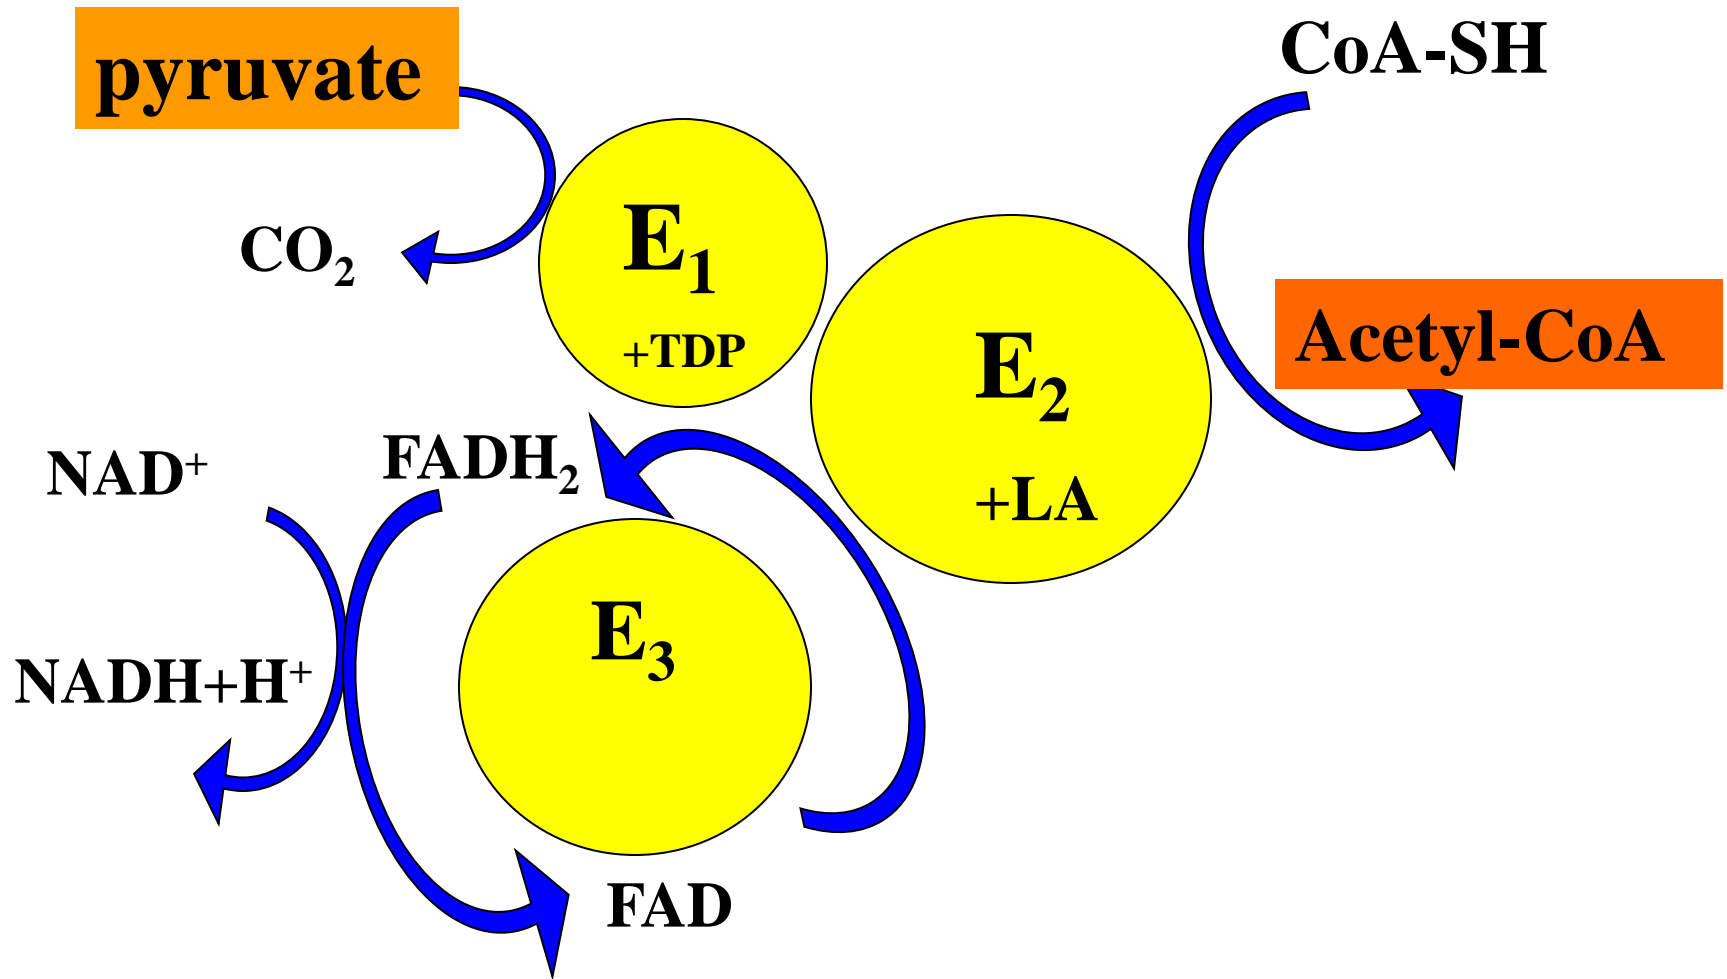 pyruvate
CoA-SH
CO₂
E₁
+TDP
Acetyl-CoA
E₂
+LA
NAD⁺
FADH₂
E₃
NADH+H⁺
FAD